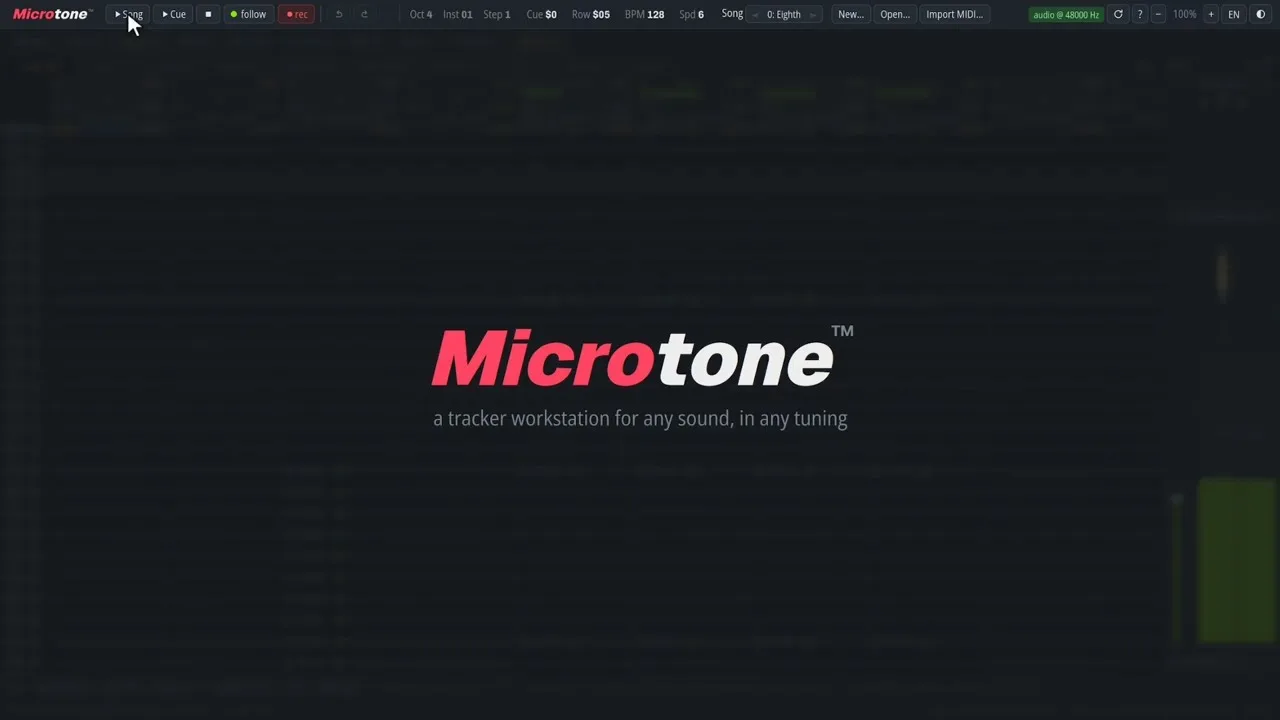 Microtone™ Song Cue follow rec Oct 4 Inst 01 Step 1 Cue $0 Row $05 BPM 128 Spd 6 Song 0: Eighth New... Open... Import MIDI... audio @ 48000 Hz ? − 100% + EN
Microtone™
a tracker workstation for any sound, in any tuning